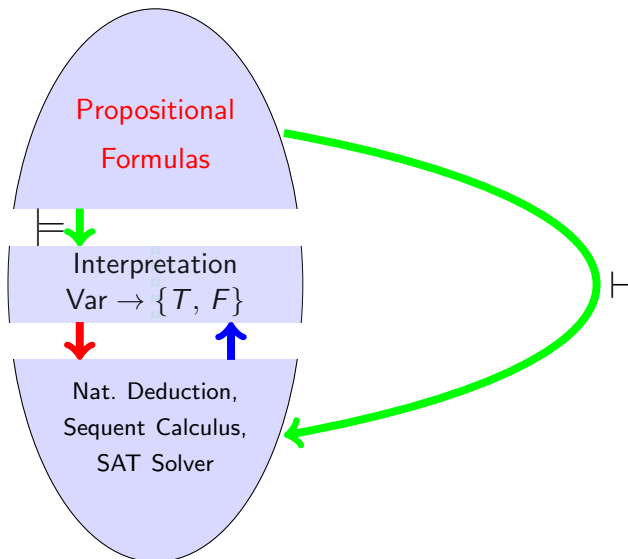 Propositional
Formulas
⊨
Interpretation
Var → {T, F}
⊢
Nat. Deduction,
Sequent Calculus,
SAT Solver